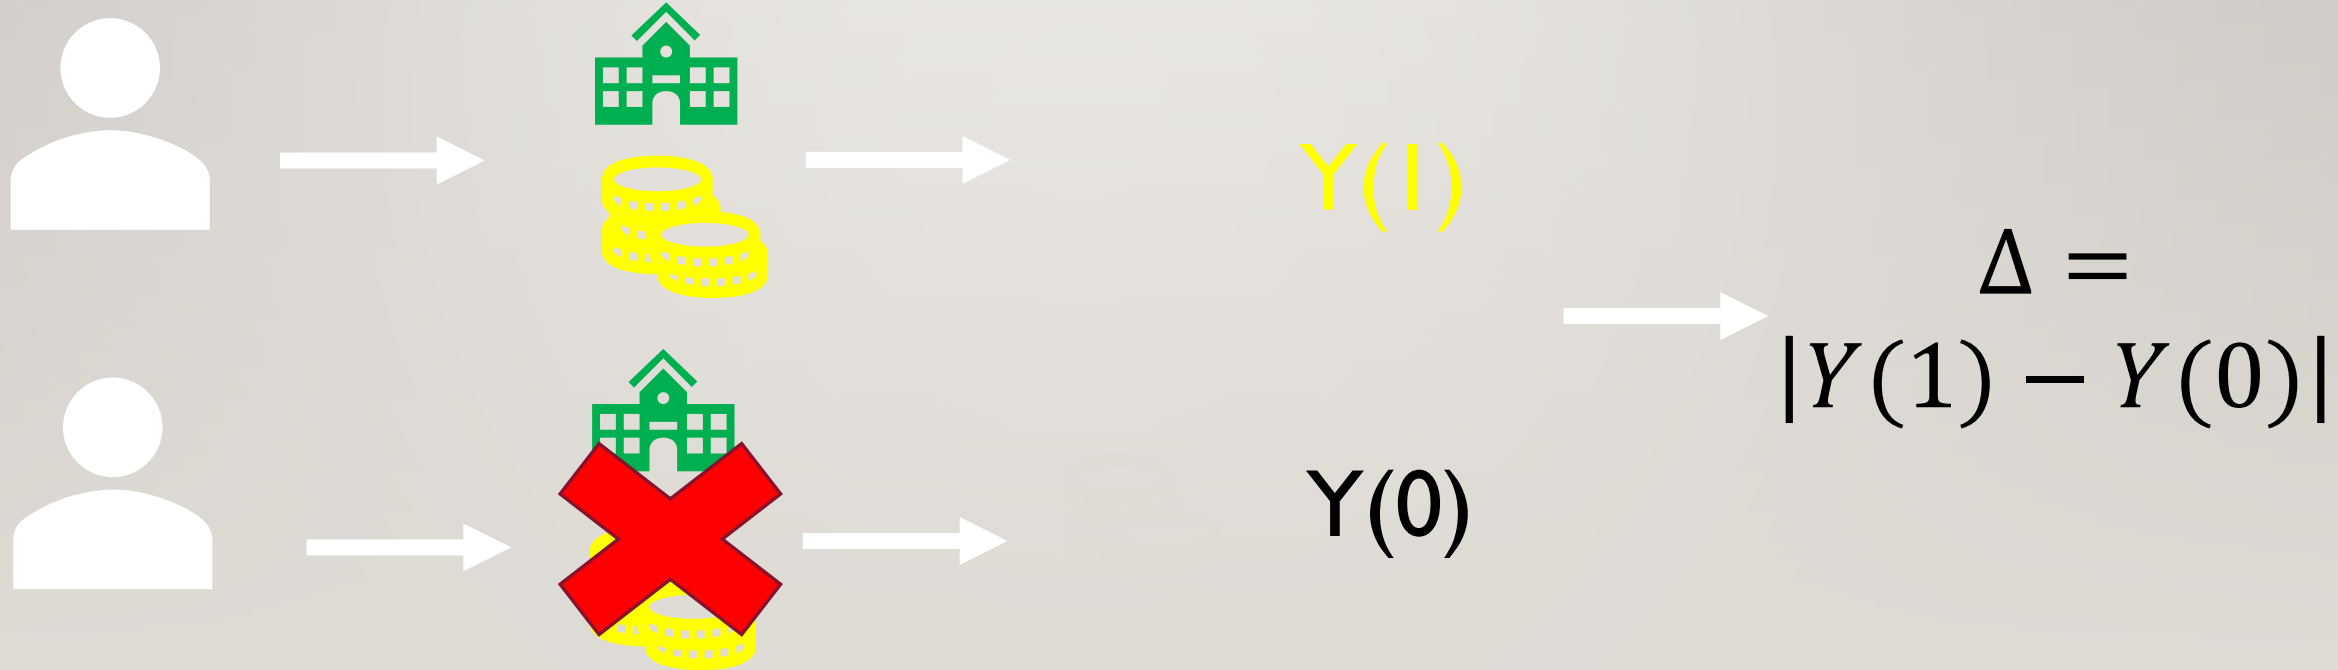 Y(1)
Δ =
|Y(1) − Y(0)|
Y(0)